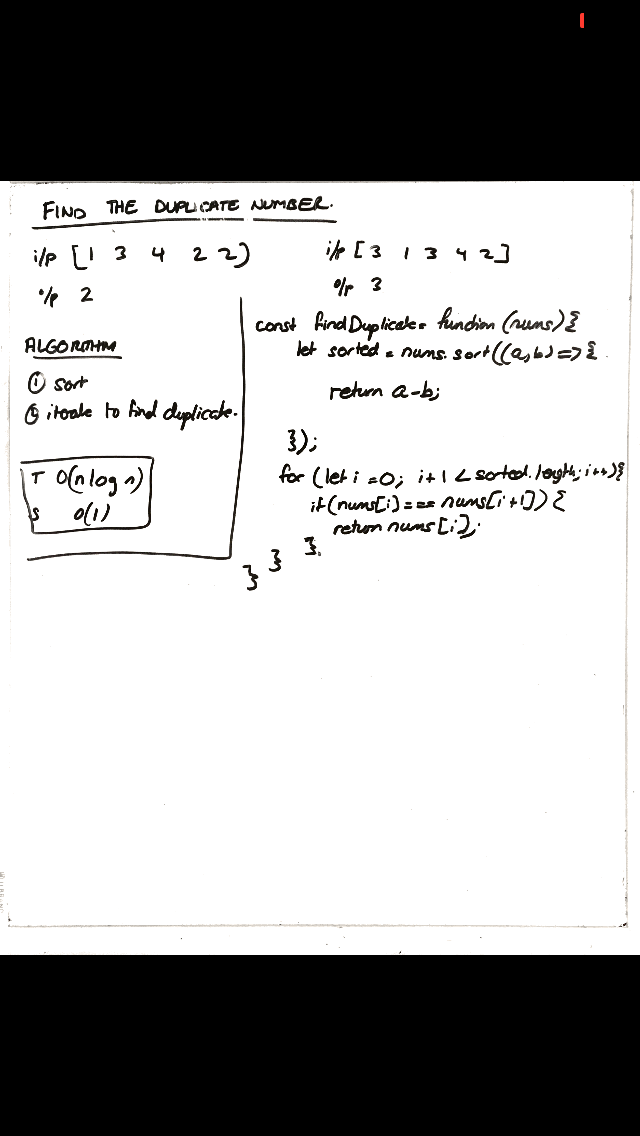 FIND THE DUPLICATE NUMBER.
i/p [1 3 4 2 2)
o/p 2
i/p [3 1 3 4 2]
o/p 3
ALGORITHM
① sort
② iterate to find duplicate.
T O(n log n)
S O(1)
const findDuplicate = function (nums) {
let sorted = nums.sort((a,b) => {
return a-b;
});
for (let i = 0; i+1 < sorted.length; i++) {
if (nums[i] === nums[i+1]) {
return nums[i];
}.
}
}